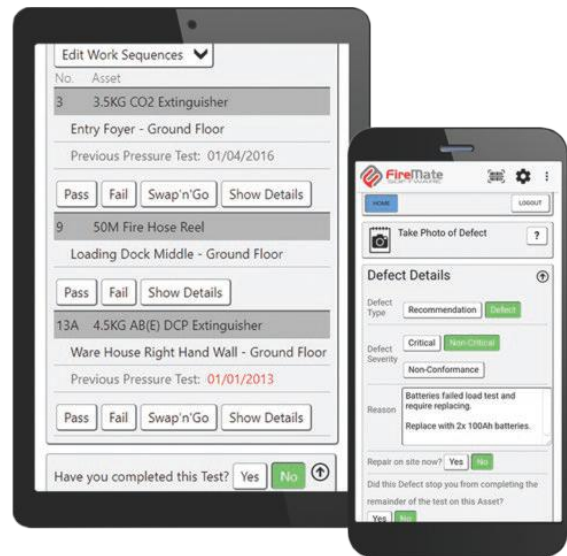 Edit Work Sequences
No. Asset
3 3.5KG CO2 Extinguisher
Entry Foyer - Ground Floor
Previous Pressure Test: 01/04/2016
Pass Fail Swap'n'Go Show Details
9 50M Fire Hose Reel
Loading Dock Middle - Ground Floor
Pass Fail Show Details
13A 4.5KG AB(E) DCP Extinguisher
Ware House Right Hand Wall - Ground Floor
Previous Pressure Test: 01/01/2013
Pass Fail Swap'n'Go Show Details
Have you completed this Test? Yes No
FireMate
SOFTWARE
HOME LOGOUT
Take Photo of Defect ?
Defect Details
Defect
Type Recommendation Defect
Critical Non-Critical
Defect
Severity
Non-Conformance
Batteries failed load test and
require replacing.
Reason
Replace with 2x 100Ah batteries.
Repair on site now? Yes No
Did this Defect stop you from completing the
remainder of the test on this Asset?
Yes No